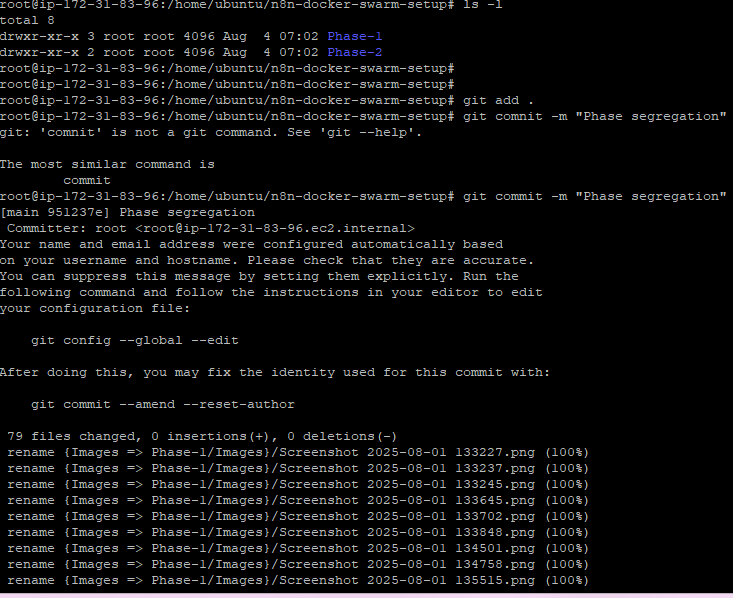 root@ip-172-31-83-96:/home/ubuntu/n8n-docker-swarm-setup# ls -l
total 8
drwxr-xr-x 3 root root 4096 Aug  4 07:02 Phase-1
drwxr-xr-x 2 root root 4096 Aug  4 07:02 Phase-2
root@ip-172-31-83-96:/home/ubuntu/n8n-docker-swarm-setup#
root@ip-172-31-83-96:/home/ubuntu/n8n-docker-swarm-setup#
root@ip-172-31-83-96:/home/ubuntu/n8n-docker-swarm-setup# git add .
root@ip-172-31-83-96:/home/ubuntu/n8n-docker-swarm-setup# git comnit -m "Phase segregation"
git: 'comnit' is not a git command. See 'git --help'.

The most similar command is
        commit
root@ip-172-31-83-96:/home/ubuntu/n8n-docker-swarm-setup# git commit -m "Phase segregation"
[main 951237e] Phase segregation
 Committer: root <root@ip-172-31-83-96.ec2.internal>
Your name and email address were configured automatically based
on your username and hostname. Please check that they are accurate.
You can suppress this message by setting them explicitly. Run the
following command and follow the instructions in your editor to edit
your configuration file:

    git config --global --edit

After doing this, you may fix the identity used for this commit with:

    git commit --amend --reset-author

 79 files changed, 0 insertions(+), 0 deletions(-)
 rename {Images => Phase-1/Images}/Screenshot 2025-08-01 133227.png (100%)
 rename {Images => Phase-1/Images}/Screenshot 2025-08-01 133237.png (100%)
 rename {Images => Phase-1/Images}/Screenshot 2025-08-01 133245.png (100%)
 rename {Images => Phase-1/Images}/Screenshot 2025-08-01 133645.png (100%)
 rename {Images => Phase-1/Images}/Screenshot 2025-08-01 133702.png (100%)
 rename {Images => Phase-1/Images}/Screenshot 2025-08-01 133848.png (100%)
 rename {Images => Phase-1/Images}/Screenshot 2025-08-01 134501.png (100%)
 rename {Images => Phase-1/Images}/Screenshot 2025-08-01 134758.png (100%)
 rename {Images => Phase-1/Images}/Screenshot 2025-08-01 135515.png (100%)